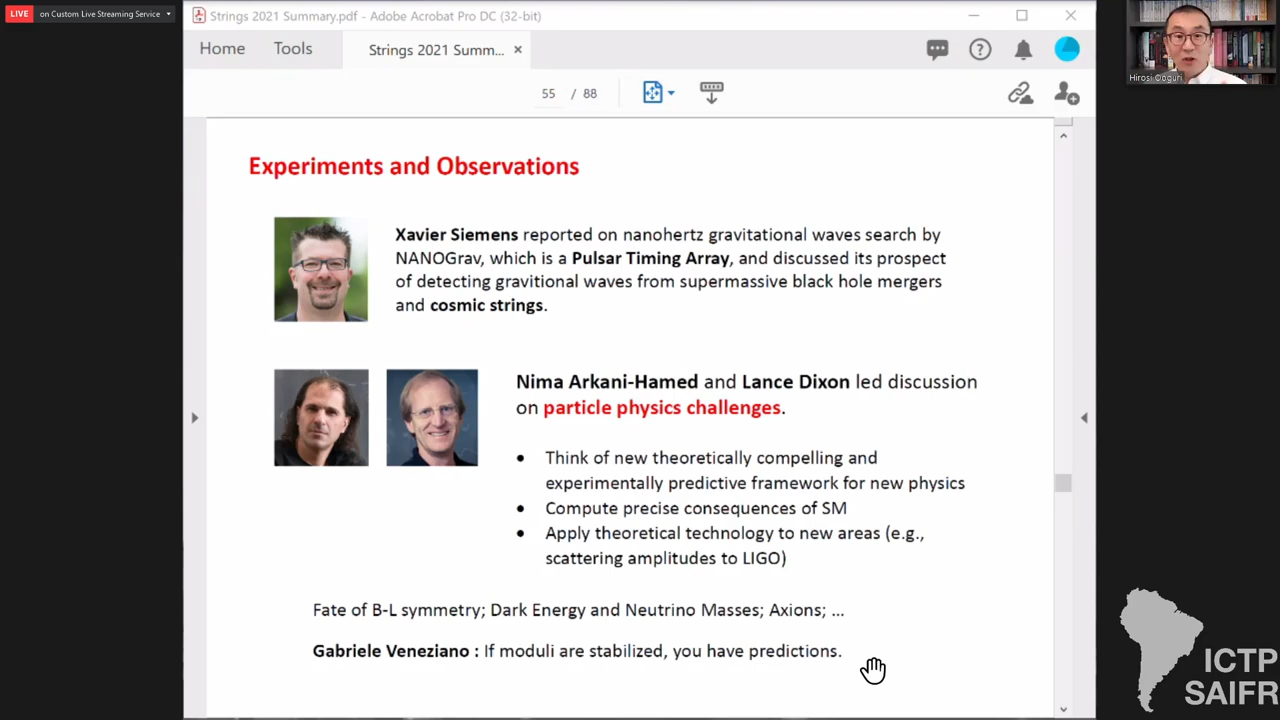 LIVE on Custom Live Streaming Service
Strings 2021 Summary.pdf - Adobe Acrobat Pro DC (32-bit)
Home Tools Strings 2021 Summ... ×
55 / 88
Hirosi Ooguri
Experiments and Observations
Xavier Siemens reported on nanohertz gravitational waves search by
NANOGrav, which is a Pulsar Timing Array, and discussed its prospect
of detecting gravitional waves from supermassive black hole mergers
and cosmic strings.
Nima Arkani-Hamed and Lance Dixon led discussion
on particle physics challenges.
• Think of new theoretically compelling and
experimentally predictive framework for new physics
• Compute precise consequences of SM
• Apply theoretical technology to new areas (e.g.,
scattering amplitudes to LIGO)
Fate of B-L symmetry; Dark Energy and Neutrino Masses; Axions; ...
Gabriele Veneziano : If moduli are stabilized, you have predictions.
ICTP
SAIFR